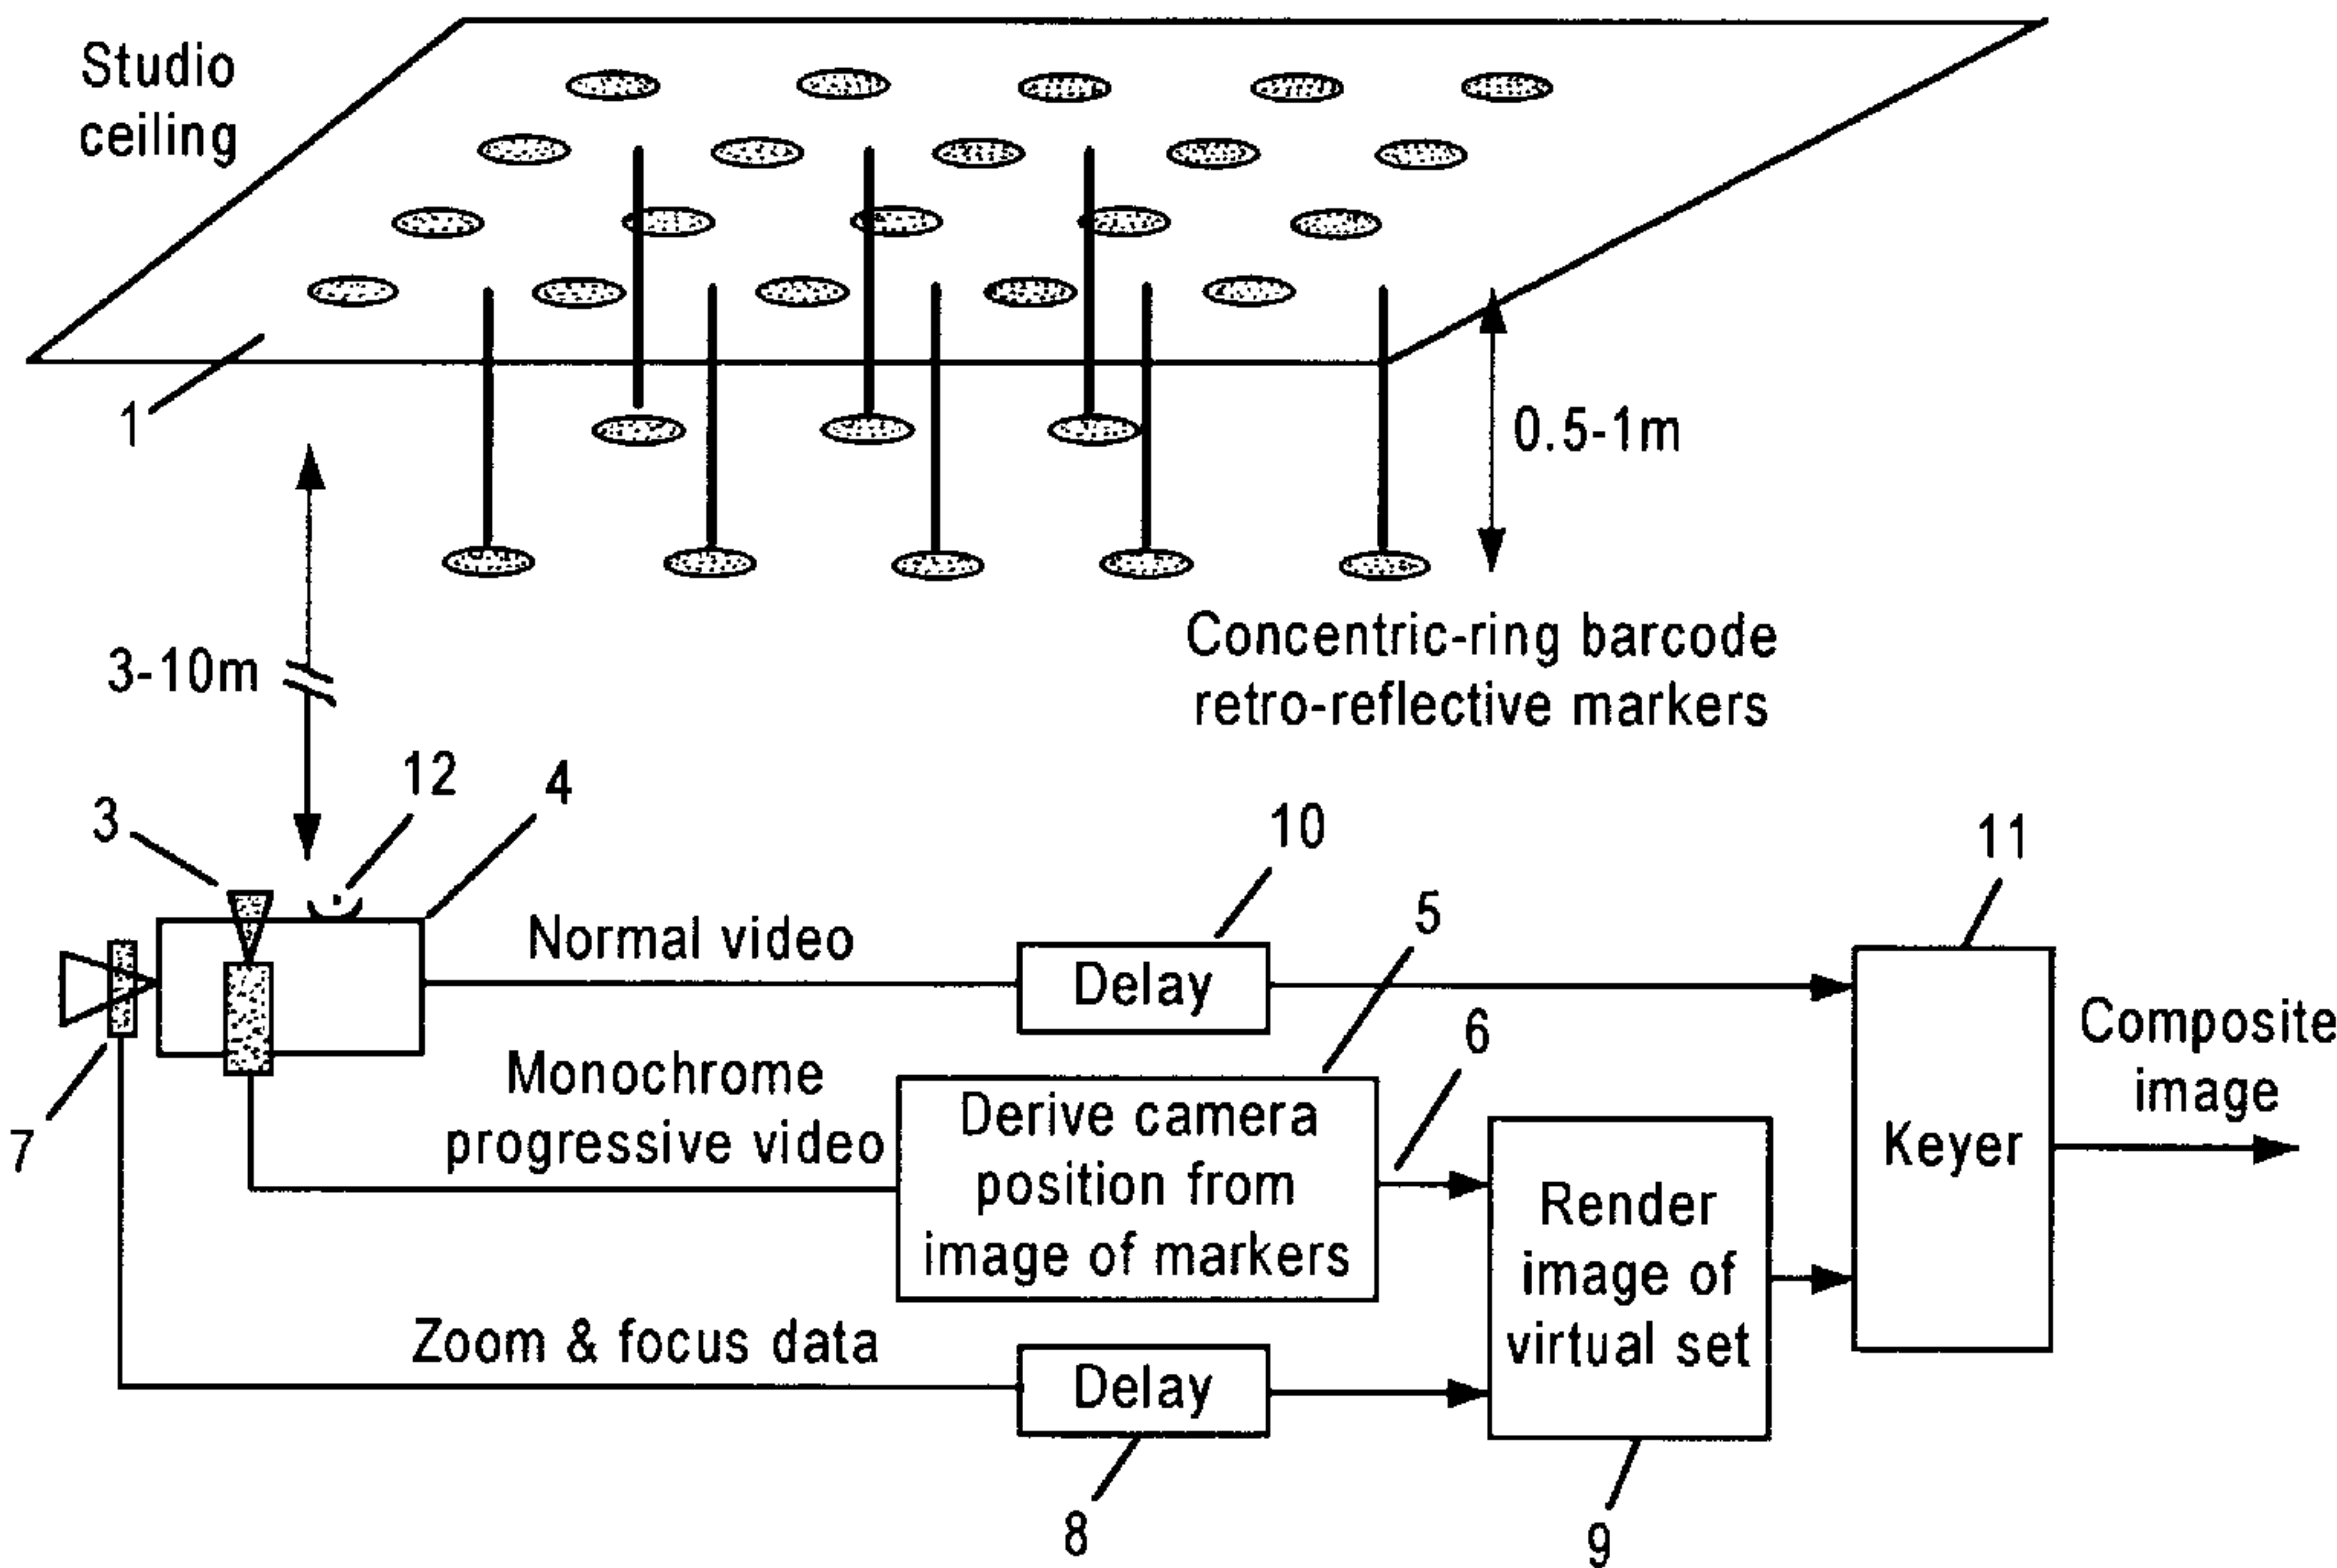 Studio
ceiling
1
0.5-1m
3-10m
Concentric-ring barcode
retro-reflective markers
3
12
4
10
11
5
Normal video
Delay
6
Composite
image
7
Monochrome
progressive video
Derive camera
position from
image of markers
Keyer
Render
image of
virtual set
Zoom & focus data
Delay
8
9